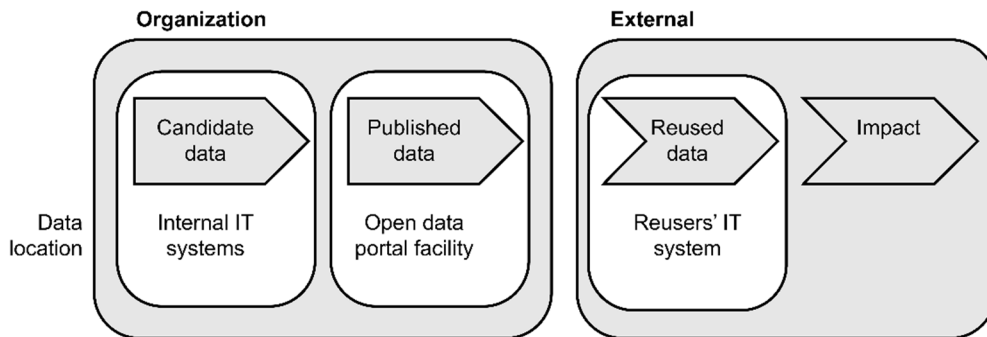 Organization
External
Candidate
data
Published
data
Reused
data
Impact
Data
location
Internal IT
systems
Open data
portal facility
Reusers’ IT
system